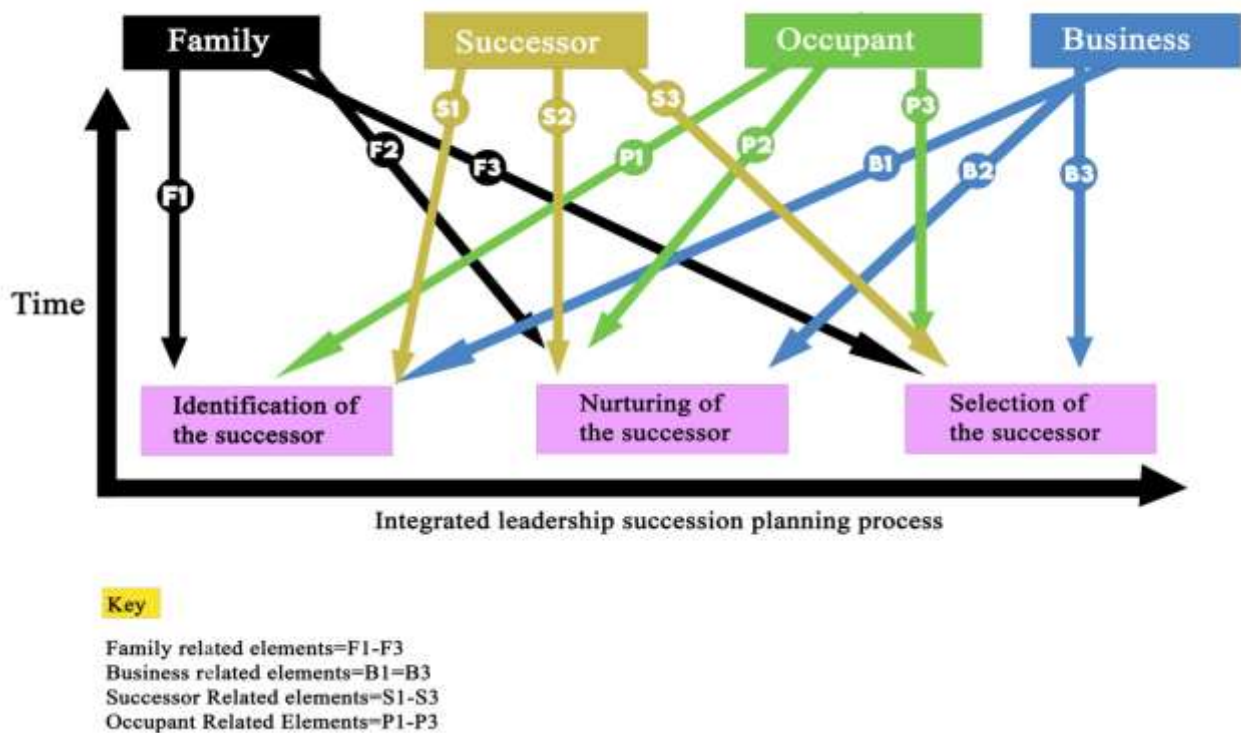 Family
Successor
Occupant
Business
S1
S2
S3
P3
F2
P1
P2
F3
B1
B2
B3
F1
Time
Identification of
the successor
Nurturing of
the successor
Selection of
the successor
Integrated leadership succession planning process
Key
Family related elements=F1-F3
Business related elements=B1=B3
Successor Related elements=S1-S3
Occupant Related Elements=P1-P3